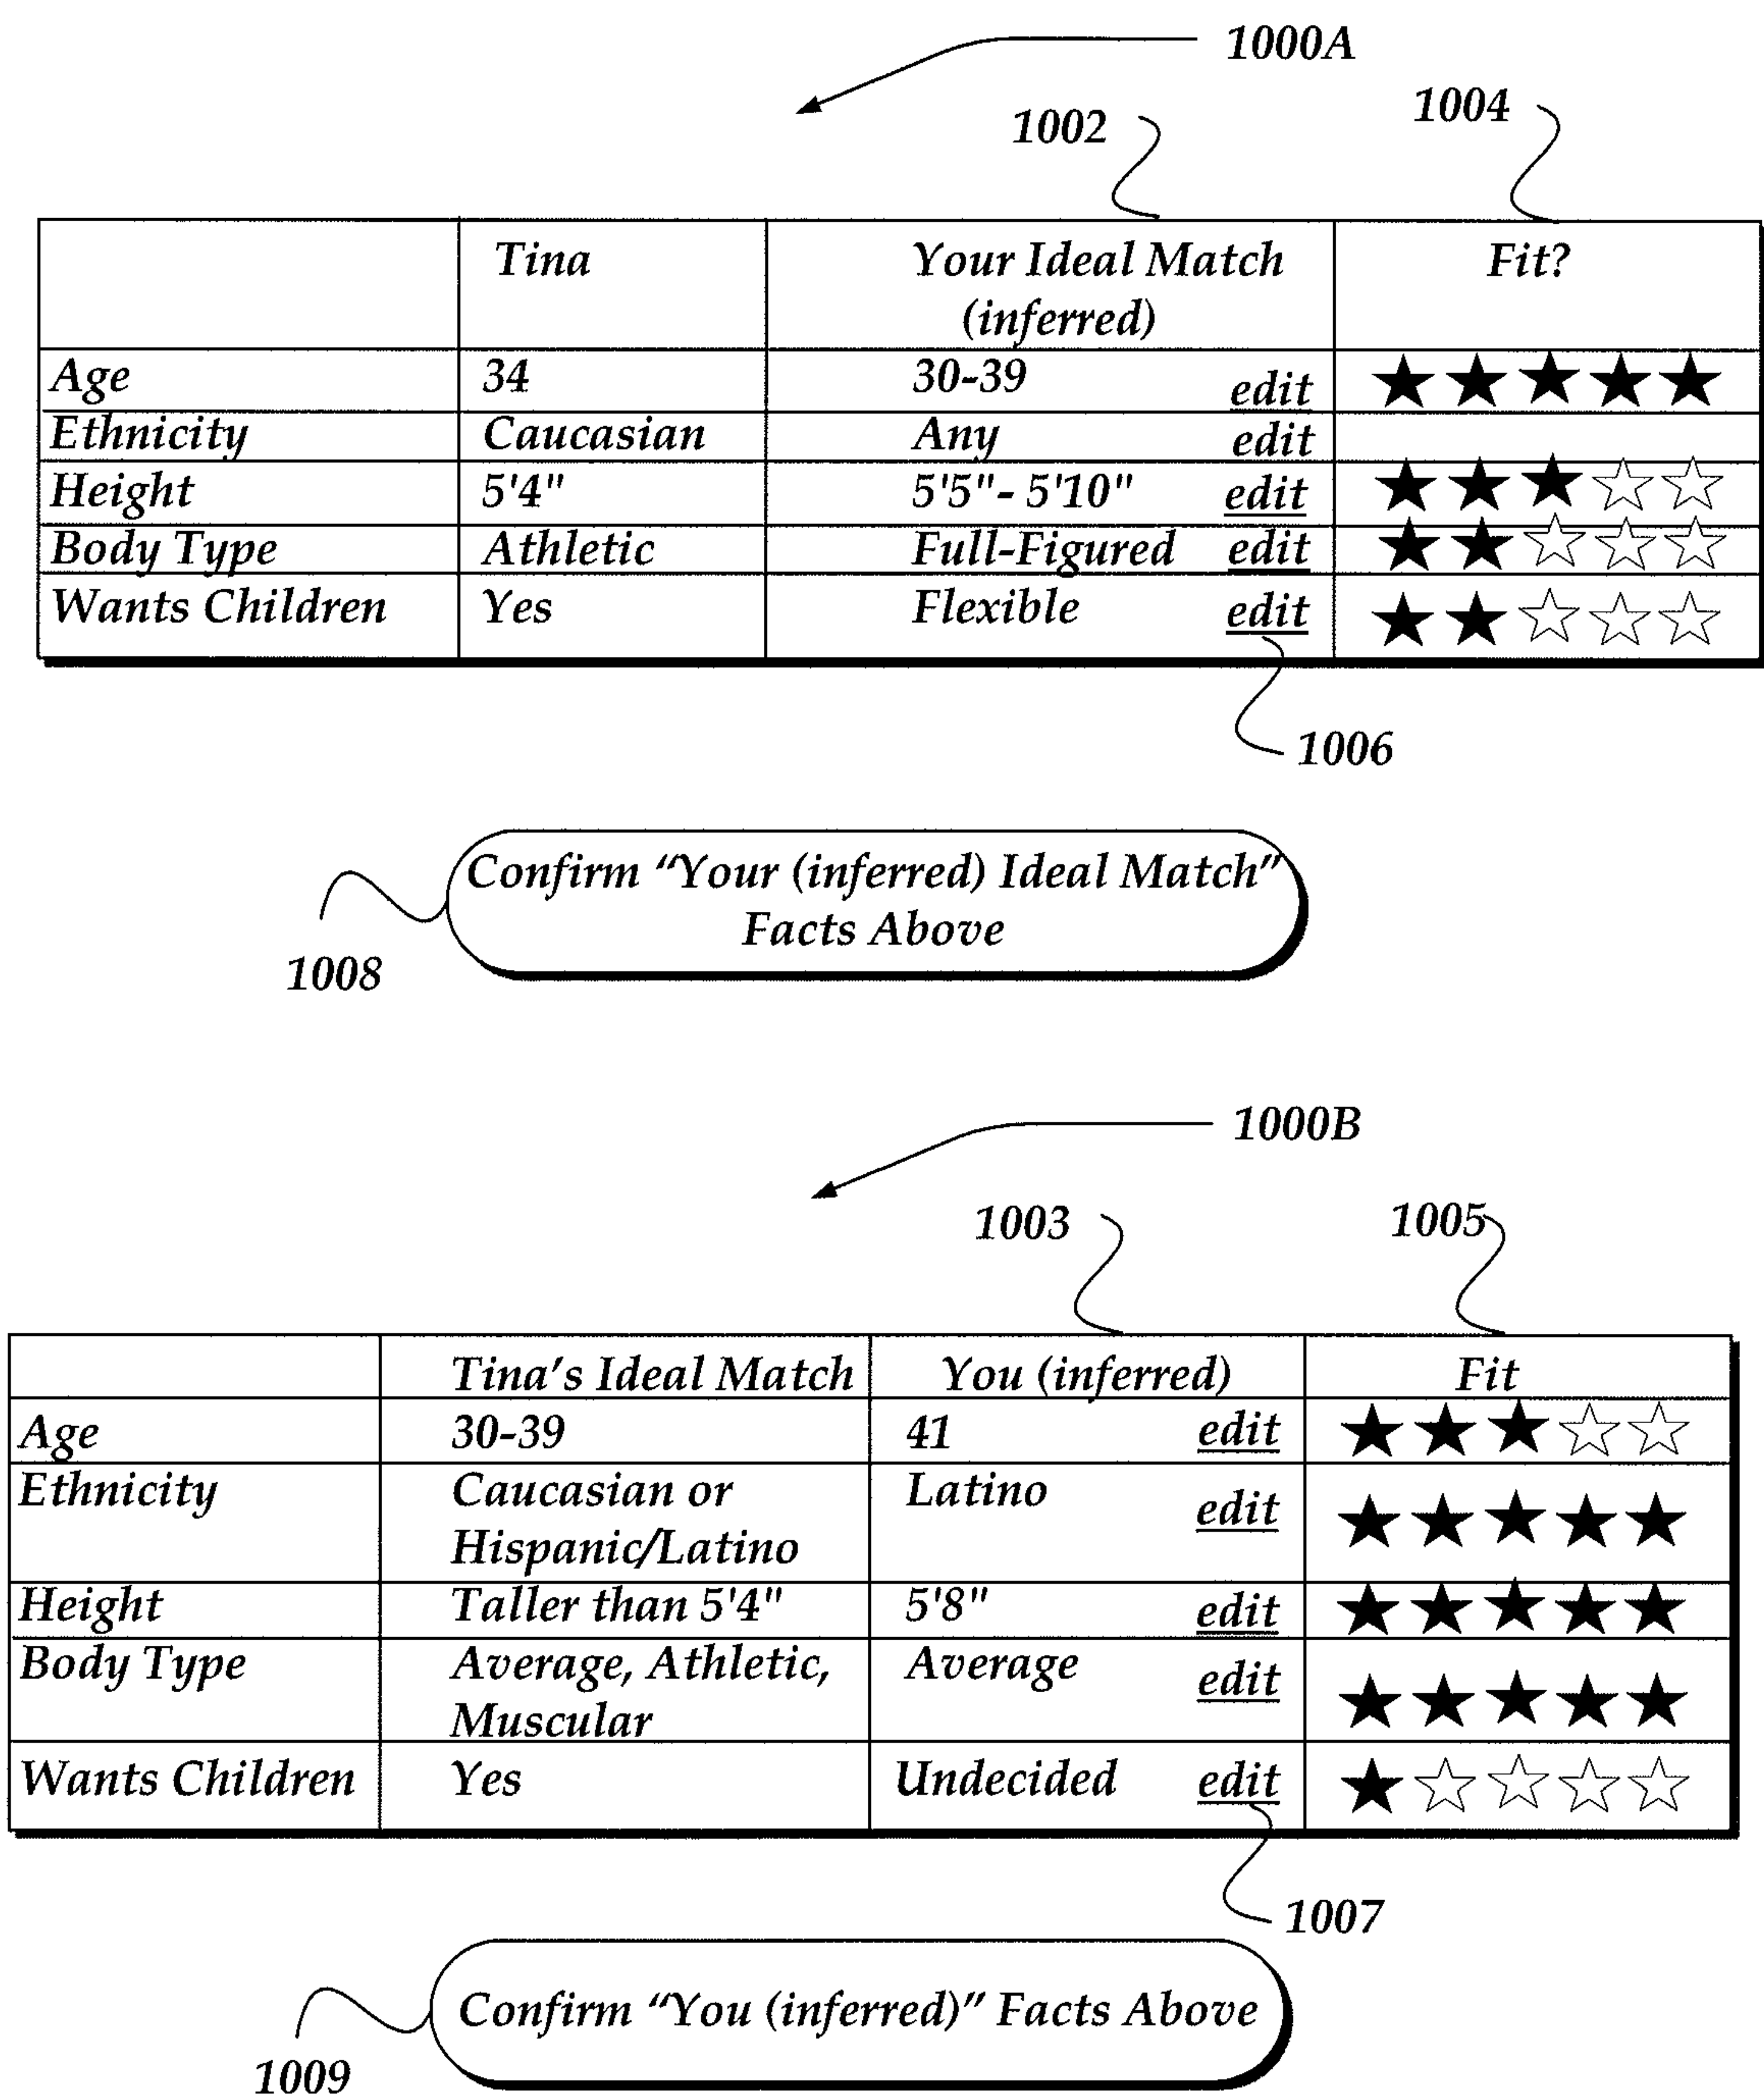 1000A
1002
1004
Tina Your Ideal Match Fit?
(inferred)
Age 34 30-39 edit ★★★★★
Ethnicity Caucasian Any edit
Height 5'4" 5'5"- 5'10" edit ★★★☆☆
Body Type Athletic Full-Figured edit ★★☆☆☆
Wants Children Yes Flexible edit ★★☆☆☆
1006
Confirm “Your (inferred) Ideal Match”
Facts Above
1008
1000B
1003
1005
Tina’s Ideal Match You (inferred) Fit
Age 30-39 41 edit ★★★☆☆
Ethnicity Caucasian or Latino edit ★★★★★
Hispanic/Latino
Height Taller than 5'4" 5'8" edit ★★★★★
Body Type Average, Athletic, Average edit ★★★★★
Muscular
Wants Children Yes Undecided edit ★☆☆☆☆
1007
Confirm “You (inferred)” Facts Above
1009